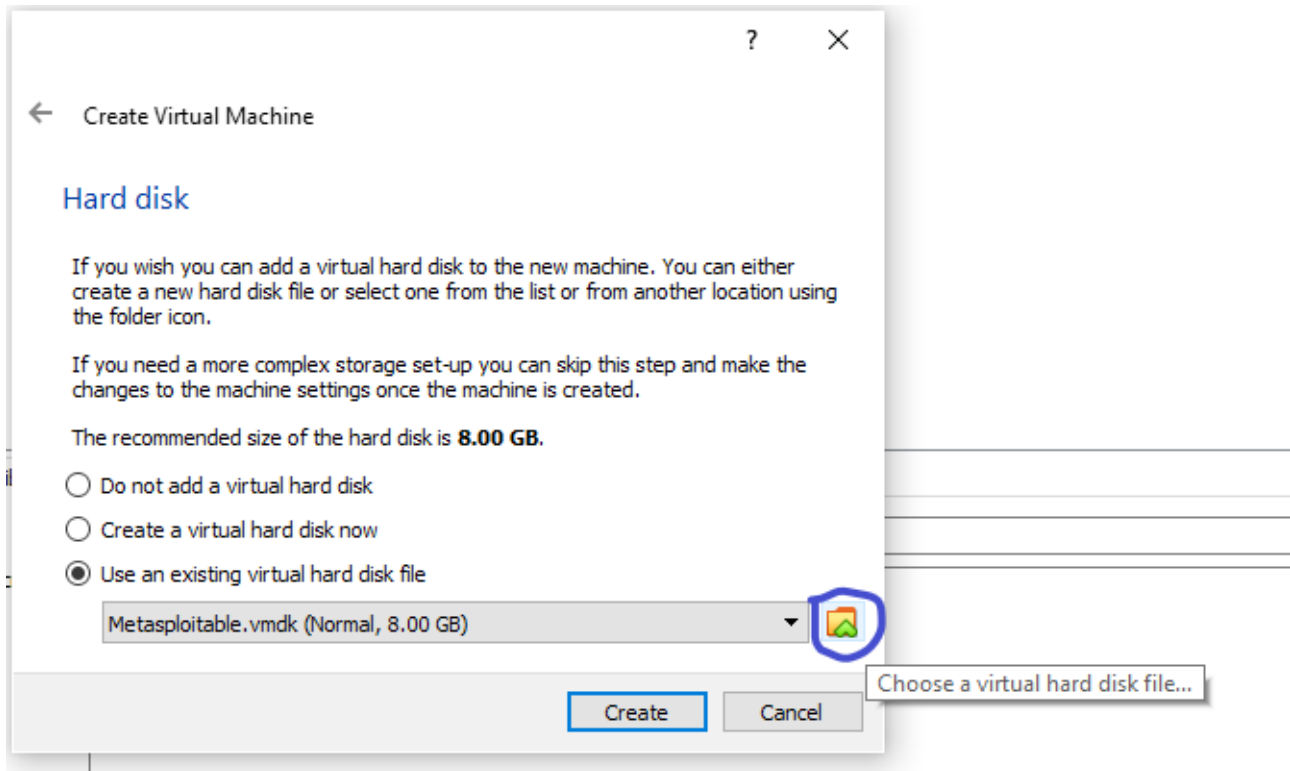 ?
Create Virtual Machine
Hard disk
If you wish you can add a virtual hard disk to the new machine. You can either
create a new hard disk file or select one from the list or from another location using
the folder icon.
If you need a more complex storage set-up you can skip this step and make the
changes to the machine settings once the machine is created.
The recommended size of the hard disk is 8.00 GB.
Do not add a virtual hard disk
Create a virtual hard disk now
Use an existing virtual hard disk file
Metasploitable.vmdk (Normal, 8.00 GB)
Choose a virtual hard disk file...
Create Cancel